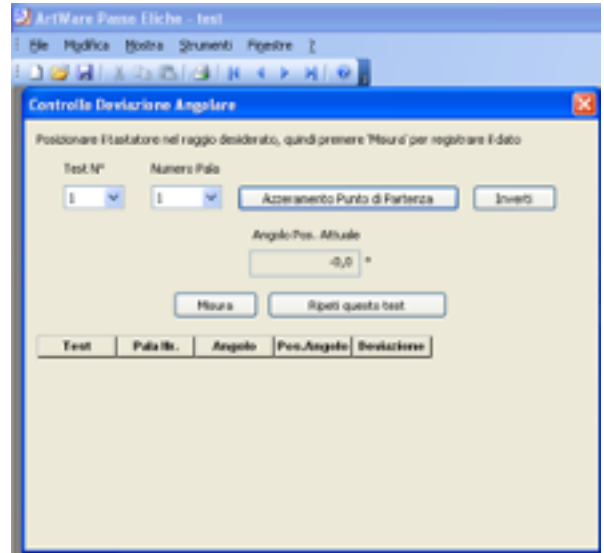 ArtWare Passo Eliche - test
File Modifica Mostra Strumenti Finestre ?
Controllo Deviazione Angolare
Posizionare il tastatore nel raggio desiderato, quindi premere 'Misura' per registrare il dato
Test N° Numero Pala
1 1 Azzeramento Punto di Partenza Inverti
Angolo Pos. Attuale
-0,0 °
Misura Ripeti questo test
Test Pala Nr. Angolo Pos.Angolo Deviazione